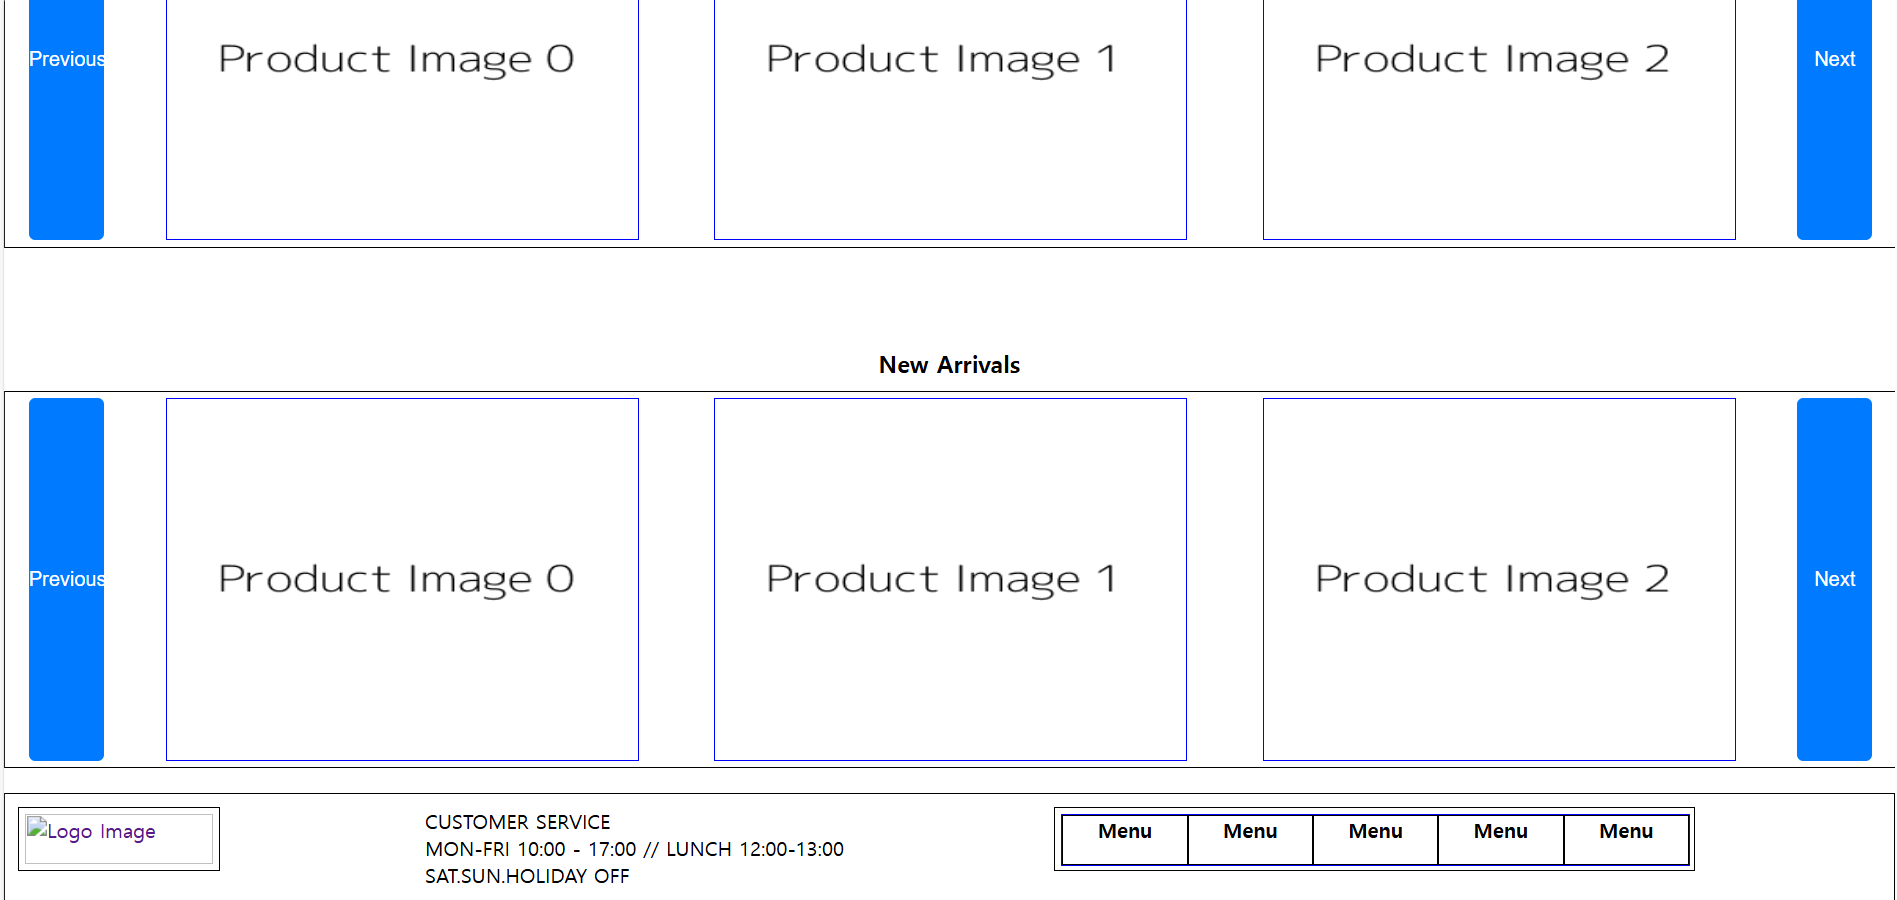 Previous Product Image 0 Product Image 1 Product Image 2 Next
New Arrivals
Previous Product Image 0 Product Image 1 Product Image 2 Next
Logo Image
CUSTOMER SERVICE
MON-FRI 10:00 - 17:00 // LUNCH 12:00-13:00
SAT.SUN.HOLIDAY OFF
Menu Menu Menu Menu Menu